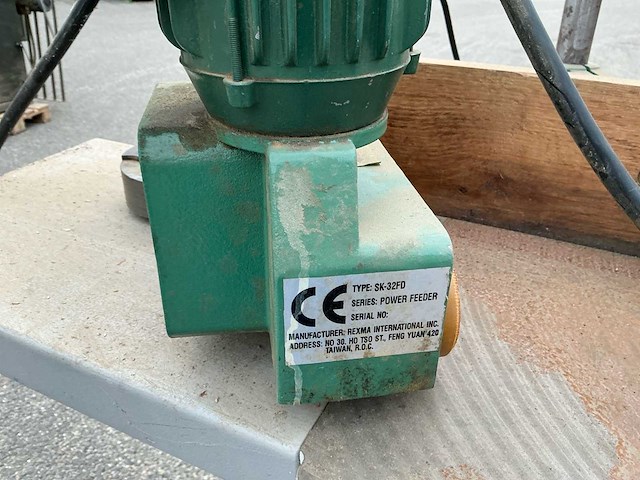 CE
TYPE: SK-32FD
SERIES: POWER FEEDER
SERIAL NO:
MANUFACTURER: REXMA INTERNATIONAL INC.
ADDRESS: NO 30, HO TSO ST., FENG YUAN 420
TAIWAN, R.O.C.